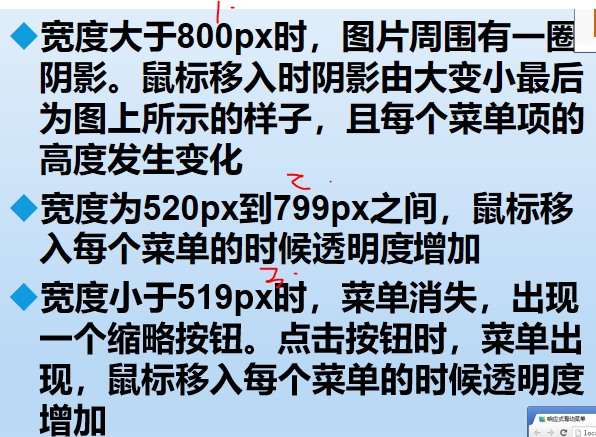 1.
宽度大于800px时，图片周围有一圈
阴影。鼠标移入时阴影由大变小最后
为图上所示的样子，且每个菜单项的
高度发生变化
2.
宽度为520px到799px之间，鼠标移
入每个菜单的时候透明度增加
3.
宽度小于519px时，菜单消失，出现
一个缩略按钮。点击按钮时，菜单出
现，鼠标移入每个菜单的时候透明度
增加
响应式滑动菜单
loc